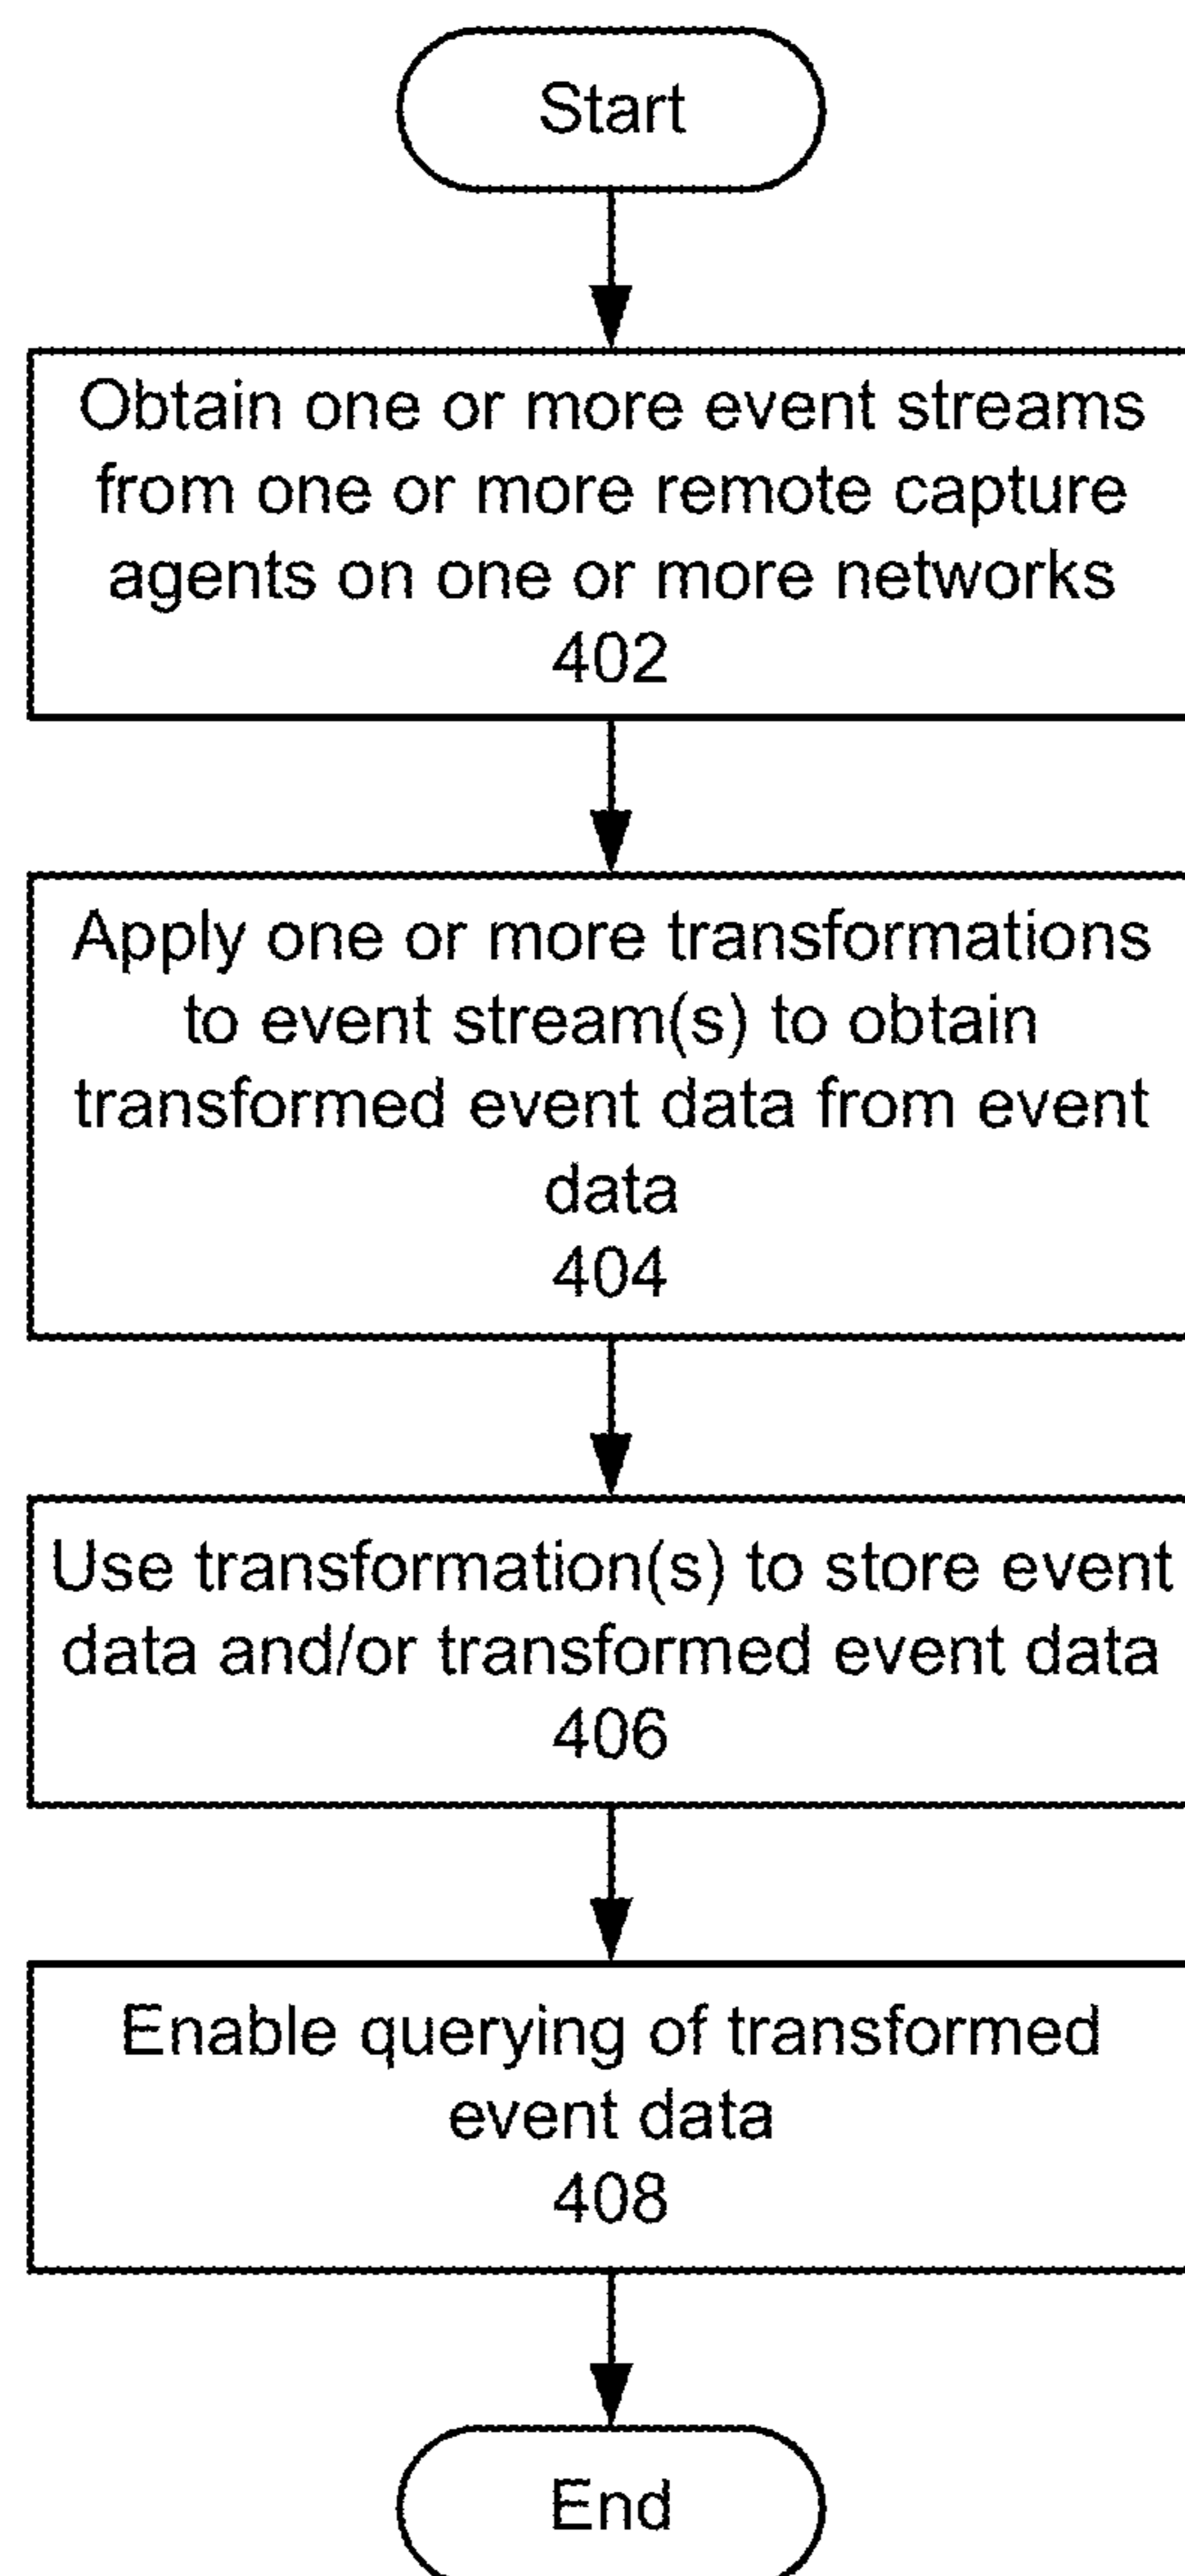 Start
Obtain one or more event streams
from one or more remote capture
agents on one or more networks
402
Apply one or more transformations
to event stream(s) to obtain
transformed event data from event
data
404
Use transformation(s) to store event
data and/or transformed event data
406
Enable querying of transformed
event data
408
End